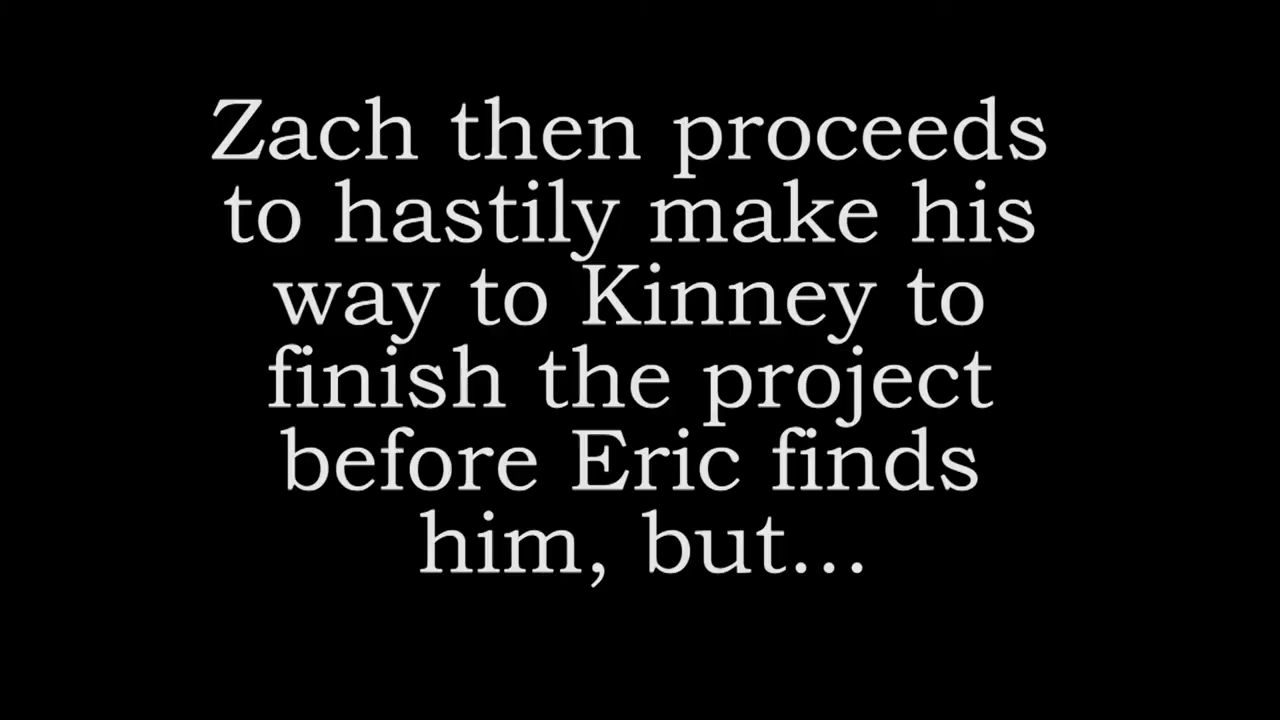 Zach then proceeds
to hastily make his
way to Kinney to
finish the project
before Eric finds
him, but...